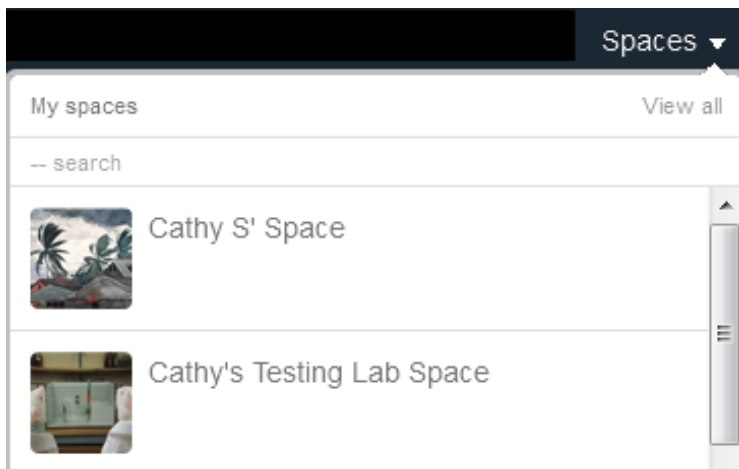 Spaces
My spaces
View all
-- search
Cathy S' Space
Cathy's Testing Lab Space